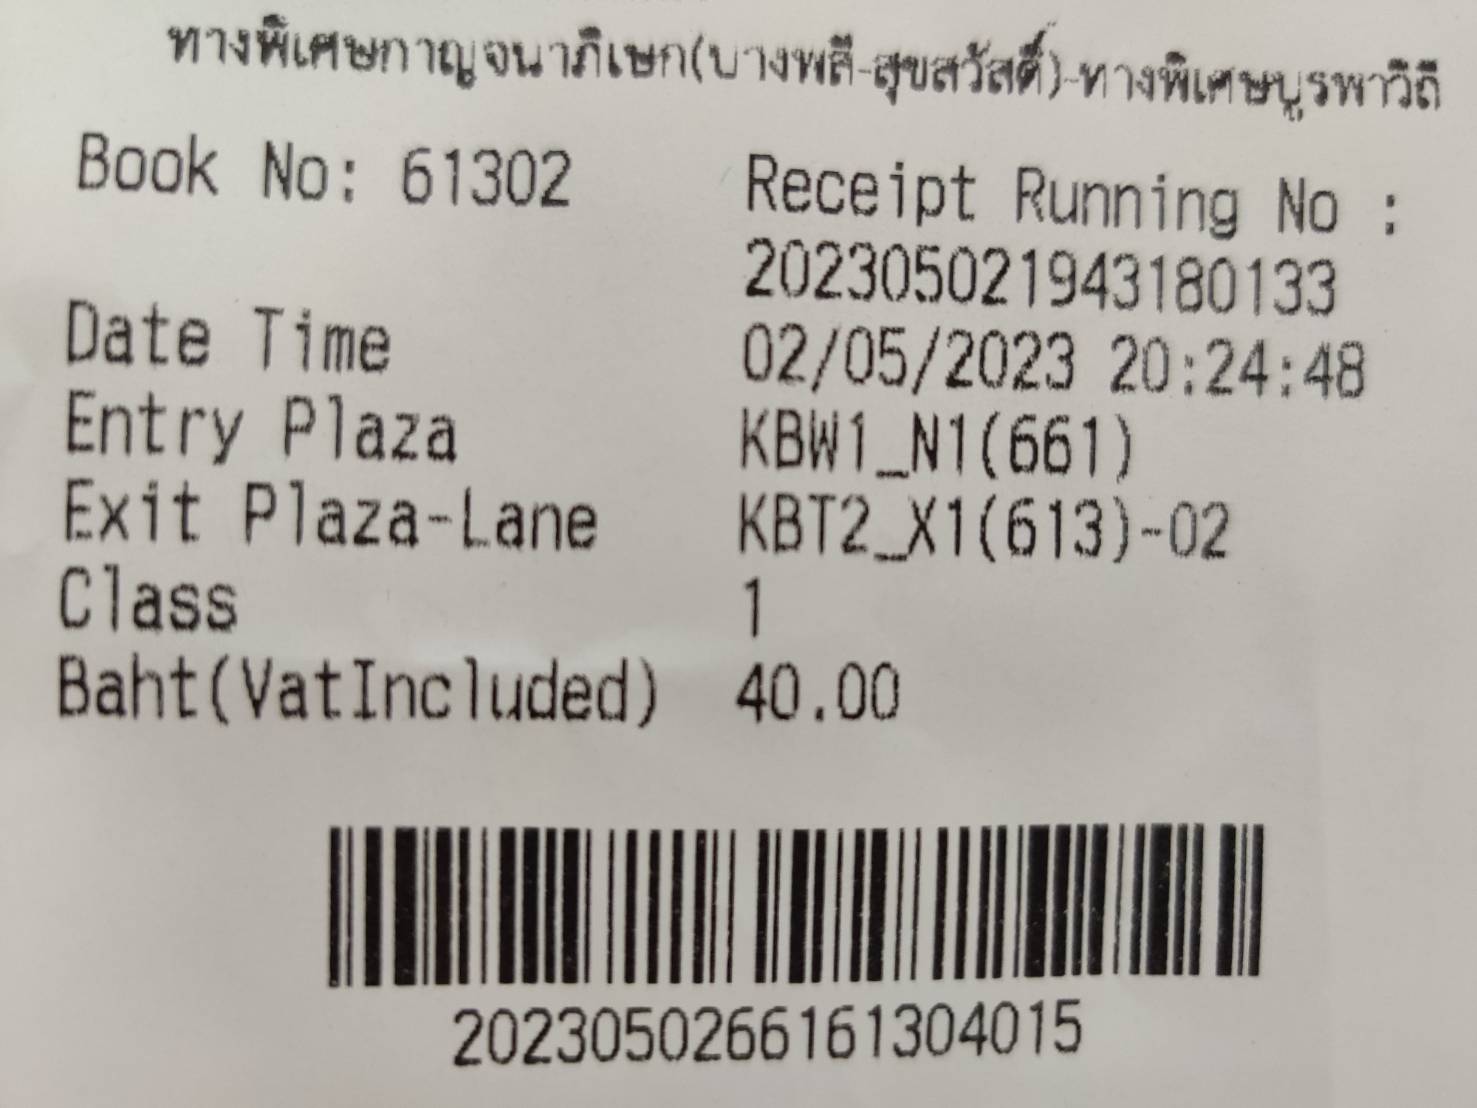 ทางพิเศษกาญจนาภิเษก(บางพลี-สุขสวัสดิ์)-ทางพิเศษบูรพาวิถี
Book No: 61302
Receipt Running No :
202305021943180133
Date Time 02/05/2023 20:24:48
Entry Plaza KBW1_N1(661)
Exit Plaza-Lane KBT2_X1(613)-02
Class 1
Baht(VatIncluded) 40.00
2023050266161304015